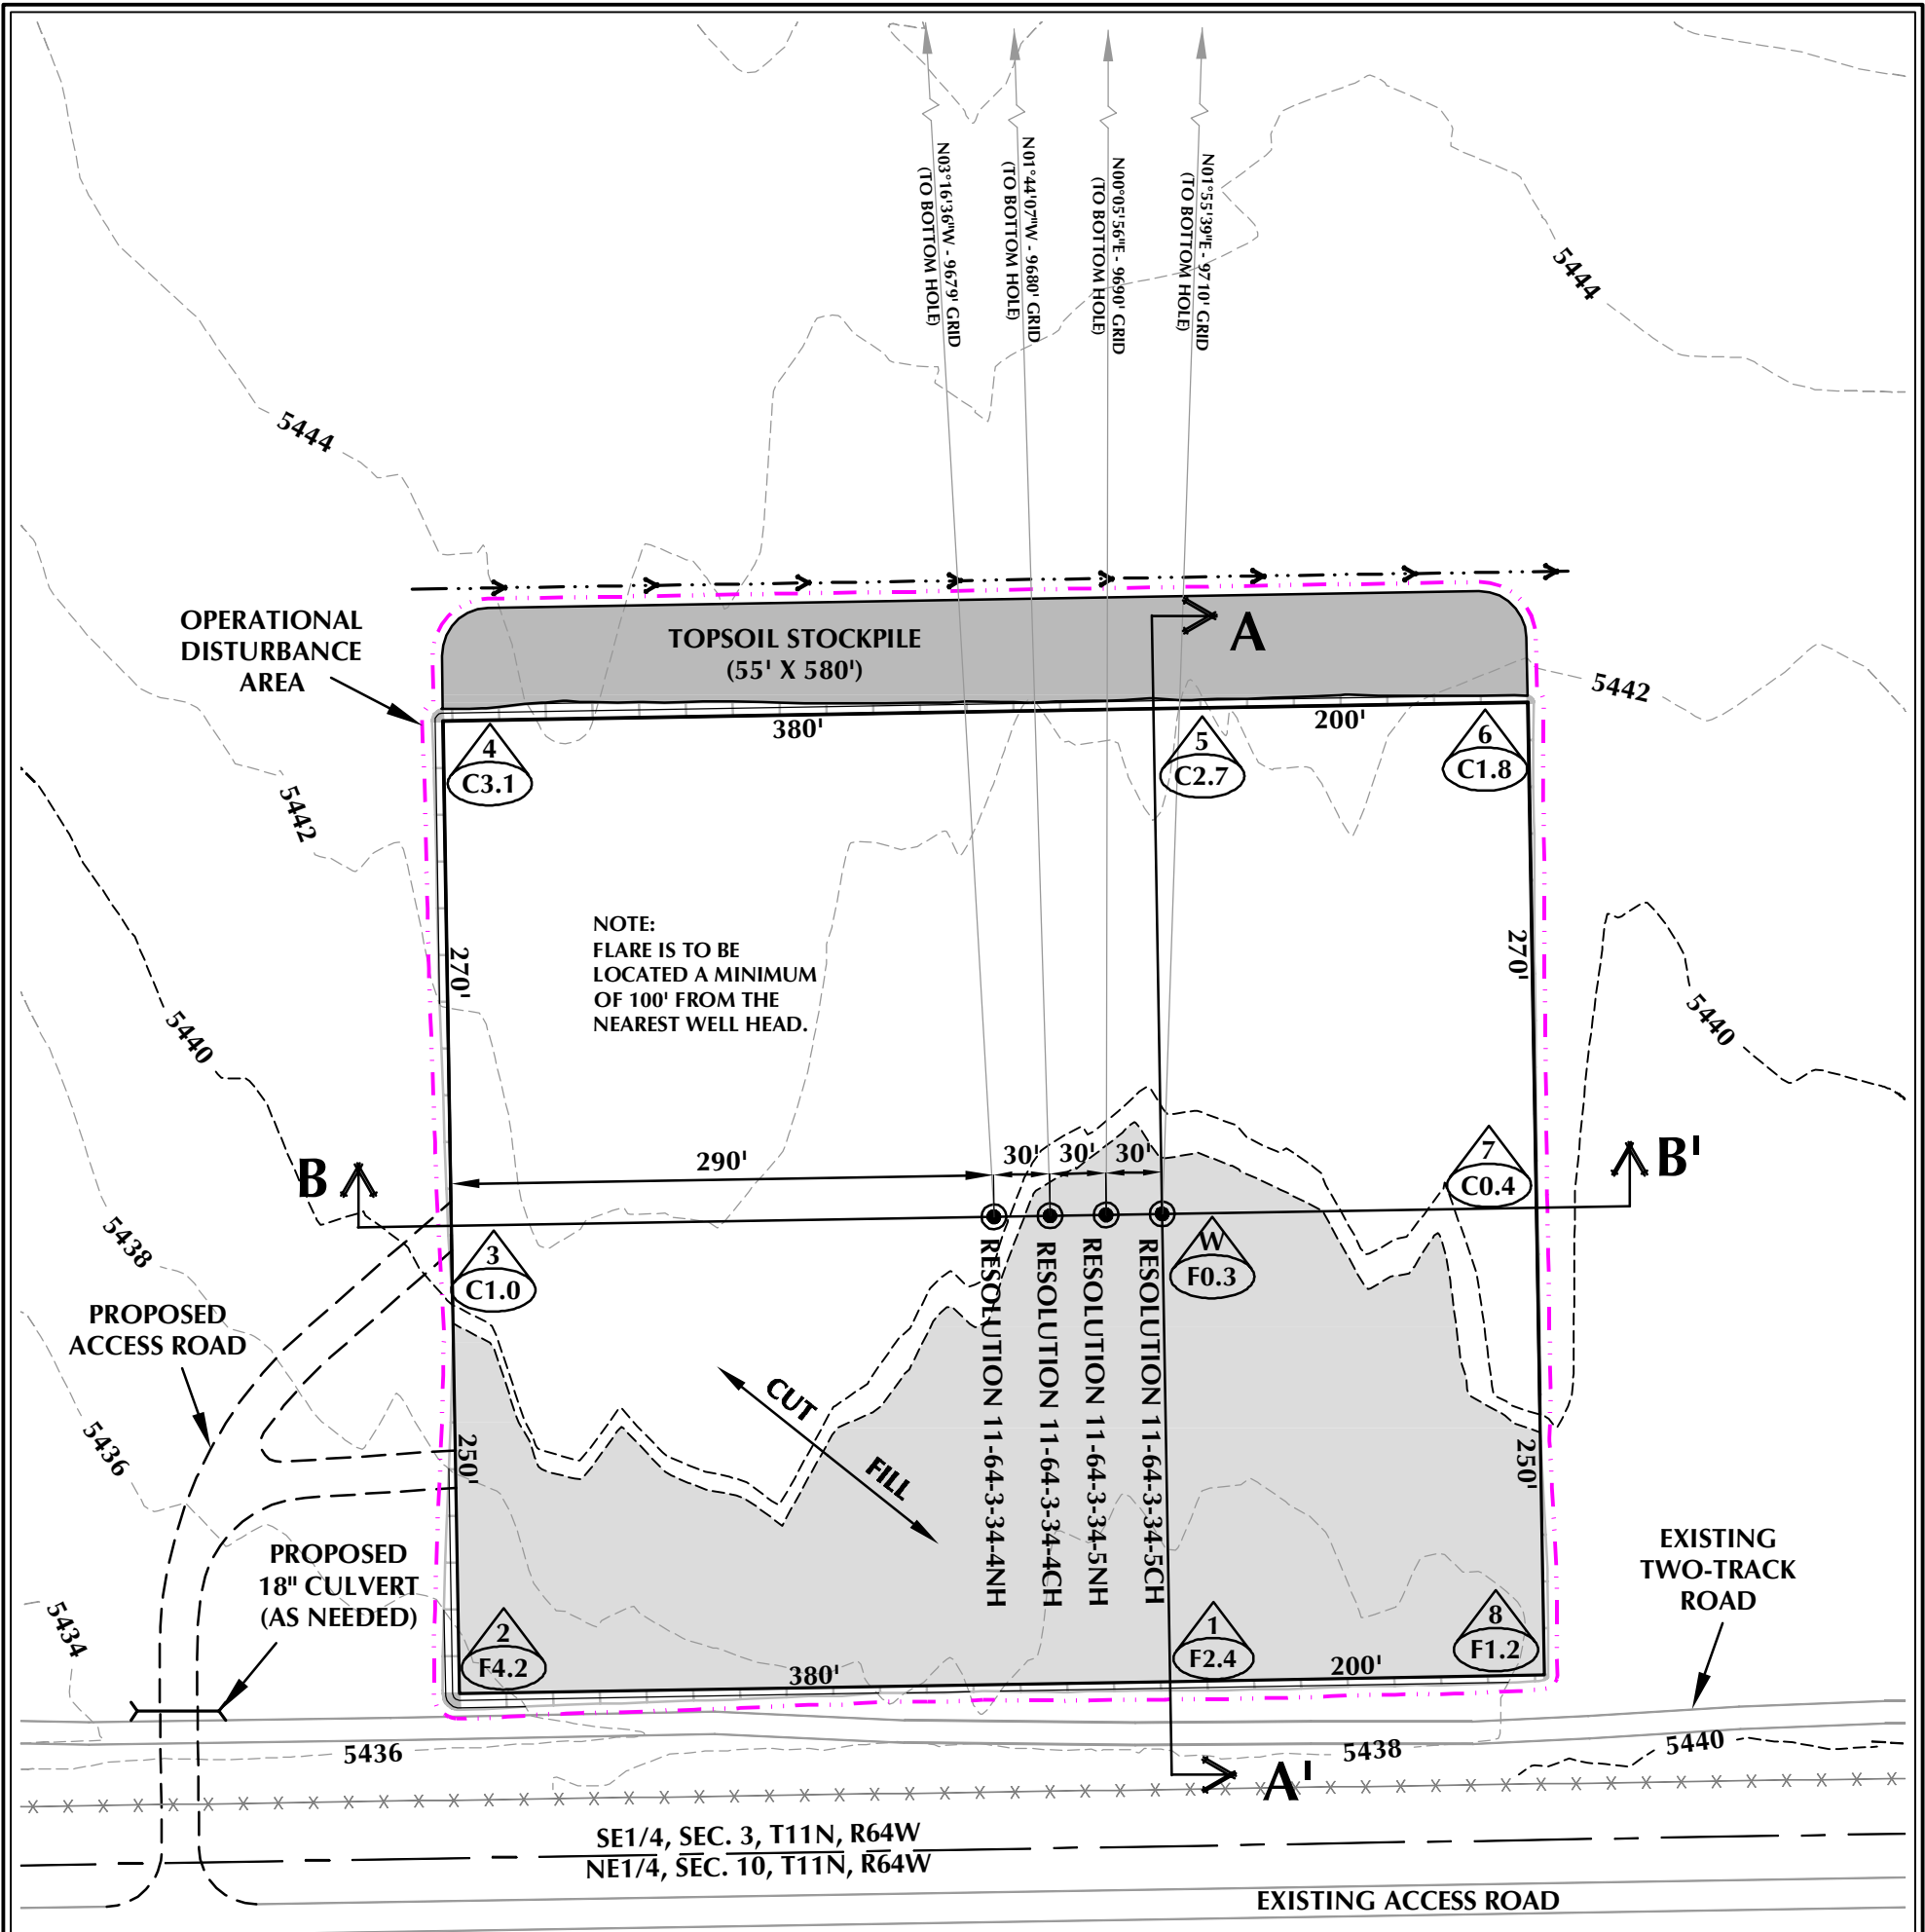 N03°16'36"W - 9679' GRID
(TO BOTTOM HOLE)
N01°44'07"W - 9680' GRID
(TO BOTTOM HOLE)
N00°05'56"E - 9690' GRID
(TO BOTTOM HOLE)
N01°55'39"E - 9710' GRID
(TO BOTTOM HOLE)
5444
5444
OPERATIONAL
DISTURBANCE
AREA
TOPSOIL STOCKPILE
(55' X 580')
A
5442
380'
200'
4
C3.1
5
C2.7
6
C1.8
5442
NOTE:
FLARE IS TO BE
LOCATED A MINIMUM
OF 100' FROM THE
NEAREST WELL HEAD.
270'
270'
5440
5440
B
290'
30'
30'
30'
7
C0.4
B'
5438
3
C1.0
W
F0.3
PROPOSED
ACCESS ROAD
RESOLUTION 11-64-3-34-4NH
RESOLUTION 11-64-3-34-4CH
RESOLUTION 11-64-3-34-5NH
RESOLUTION 11-64-3-34-5CH
CUT
FILL
5436
250'
250'
PROPOSED
18" CULVERT
(AS NEEDED)
EXISTING
TWO-TRACK
ROAD
5434
2
F4.2
380'
1
F2.4
200'
8
F1.2
5436
5438
5440
A'
SE1/4, SEC. 3, T11N, R64W
NE1/4, SEC. 10, T11N, R64W
EXISTING ACCESS ROAD